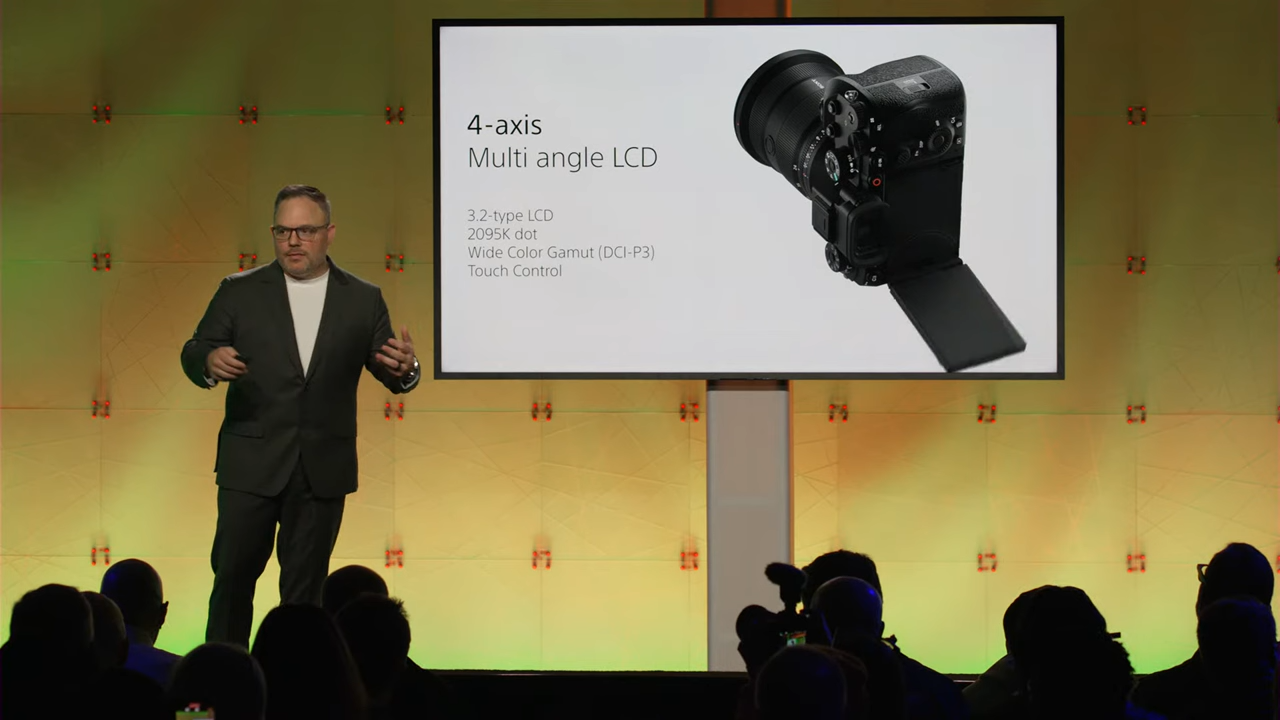 4-axis
Multi angle LCD
3.2-type LCD
2095K dot
Wide Color Gamut (DCI-P3)
Touch Control